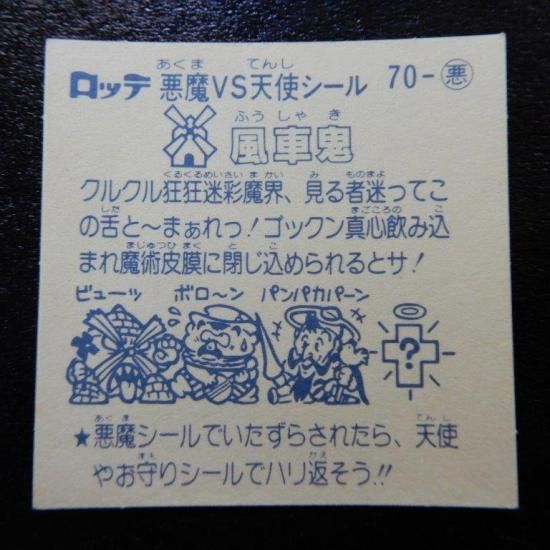 あくま てんし
ロッテ 悪魔VS天使シール 70-悪
ふうしゃき
風車鬼
くるくるめいさいまかい み ものまよ
クルクル狂狂迷彩魔界、見る者迷ってこ
した まごころの こ
の舌と〜まぁれっ!ゴックン真心飲み込
まじゅつひまく と こ
まれ魔術皮膜に閉じ込められるとサ!
ビューッ ボロ〜ン パンパカパーン
?
あくま てんし
★悪魔シールでいたずらされたら、天使
まも かえ
やお守りシールでハリ返そう!!